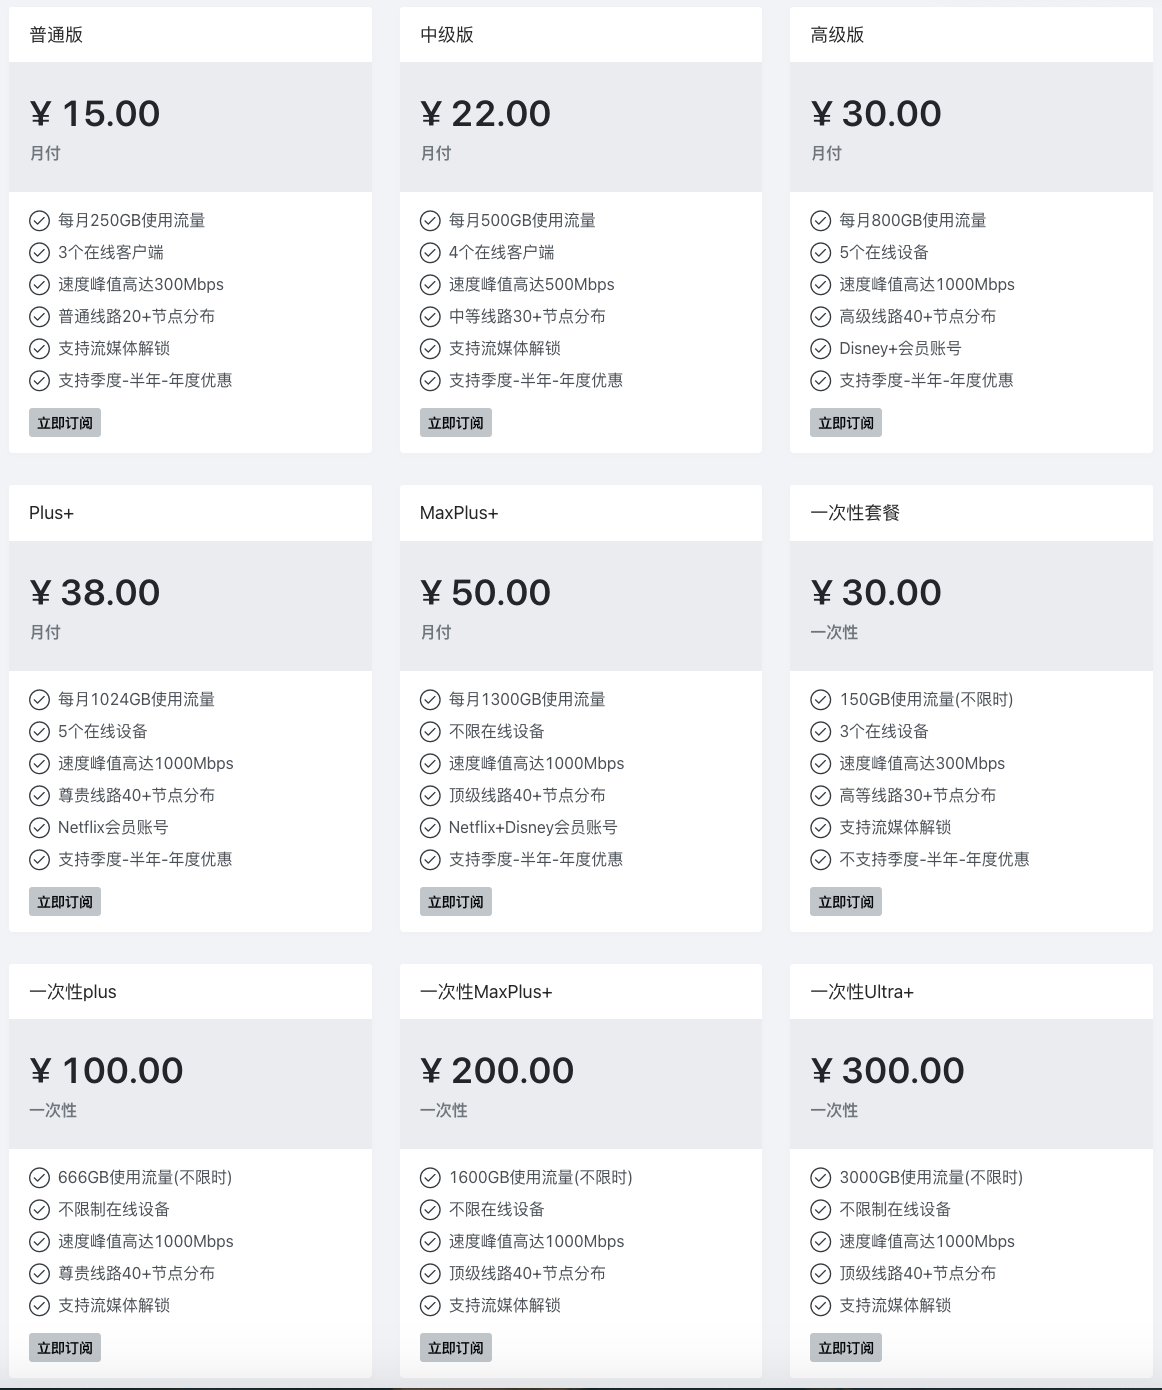 普通版
¥ 15.00
月付
每月250GB使用流量
3个在线客户端
速度峰值高达300Mbps
普通线路20+节点分布
支持流媒体解锁
支持季度-半年-年度优惠
立即订阅
中级版
¥ 22.00
月付
每月500GB使用流量
4个在线客户端
速度峰值高达500Mbps
中等线路30+节点分布
支持流媒体解锁
支持季度-半年-年度优惠
立即订阅
高级版
¥ 30.00
月付
每月800GB使用流量
5个在线设备
速度峰值高达1000Mbps
高级线路40+节点分布
Disney+会员账号
支持季度-半年-年度优惠
立即订阅
Plus+
¥ 38.00
月付
每月1024GB使用流量
5个在线设备
速度峰值高达1000Mbps
尊贵线路40+节点分布
Netflix会员账号
支持季度-半年-年度优惠
立即订阅
MaxPlus+
¥ 50.00
月付
每月1300GB使用流量
不限在线设备
速度峰值高达1000Mbps
顶级线路40+节点分布
Netflix+Disney会员账号
支持季度-半年-年度优惠
立即订阅
一次性套餐
¥ 30.00
一次性
150GB使用流量(不限时)
3个在线设备
速度峰值高达300Mbps
高等线路30+节点分布
支持流媒体解锁
不支持季度-半年-年度优惠
立即订阅
一次性plus
¥ 100.00
一次性
666GB使用流量(不限时)
不限制在线设备
速度峰值高达1000Mbps
尊贵线路40+节点分布
支持流媒体解锁
立即订阅
一次性MaxPlus+
¥ 200.00
一次性
1600GB使用流量(不限时)
不限在线设备
速度峰值高达1000Mbps
顶级线路40+节点分布
支持流媒体解锁
立即订阅
一次性Ultra+
¥ 300.00
一次性
3000GB使用流量(不限时)
不限制在线设备
速度峰值高达1000Mbps
顶级线路40+节点分布
支持流媒体解锁
立即订阅